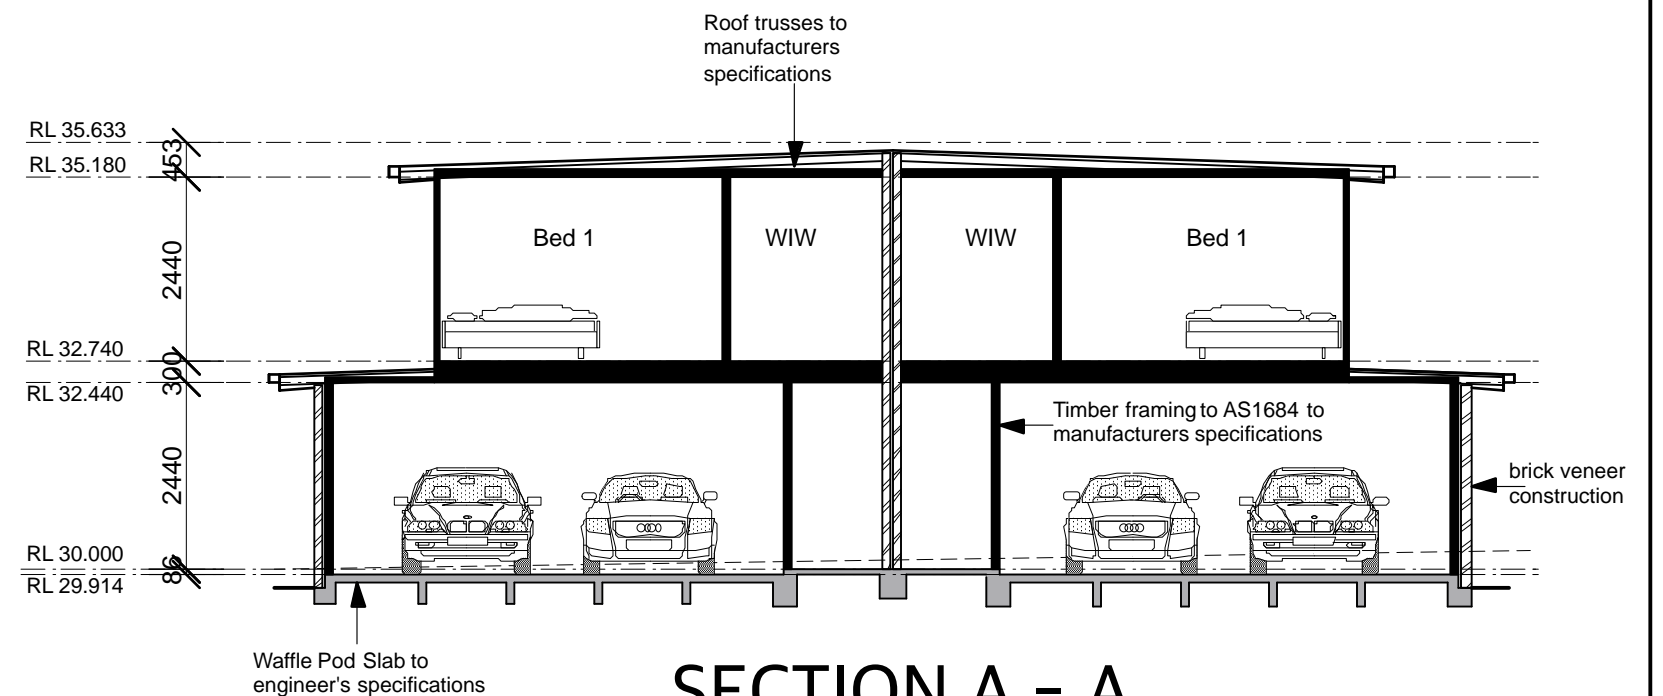 Roof trusses to
manufacturers
specifications
RL 35.633
453
RL 35.180
2440
Bed 1
WIW
WIW
Bed 1
RL 32.740
300
RL 32.440
Timber framing to AS1684 to
manufacturers specifications
2440
brick veneer
construction
RL 30.000
86
RL 29.914
Waffle Pod Slab to
engineer's specifications
SECTION A - A